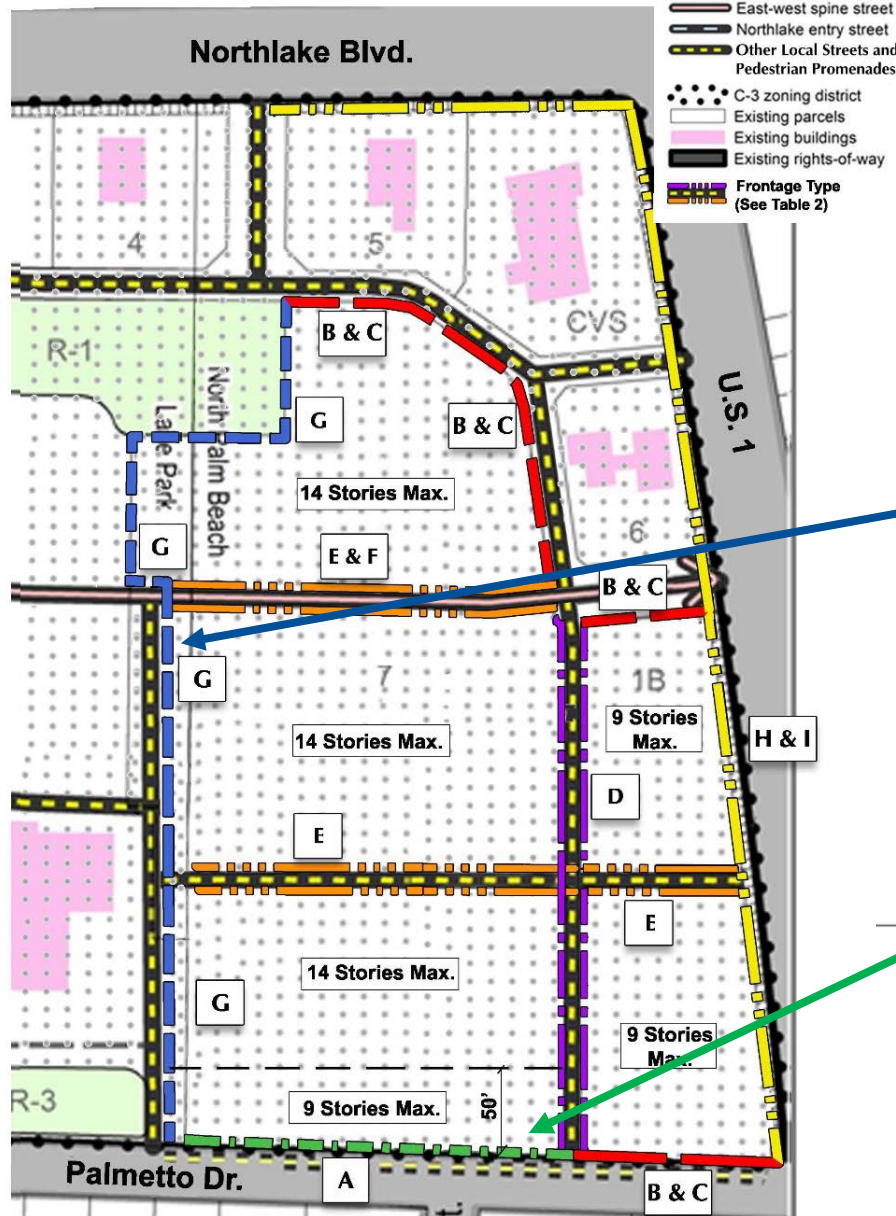 Northlake Blvd.
East-west spine street
Northlake entry street
Other Local Streets and
Pedestrian Promenades
C-3 zoning district
Existing parcels
Existing buildings
Existing rights-of-way
Frontage Type
(See Table 2)
4
5
CVS
U.S. 1
R-1
Lake Park
North Palm Beach
B & C
G
B & C
14 Stories Max.
6
G
E & F
B & C
G
7
1B
9 Stories
Max.
14 Stories Max.
H & I
D
E
E
14 Stories Max.
G
9 Stories
Max.
50'
9 Stories Max.
R-3
Palmetto Dr.
A
B & C
t.